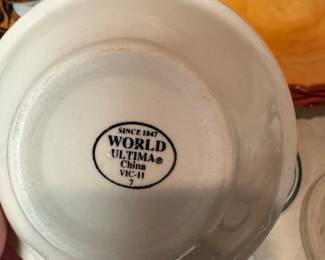 SINCE 1847
WORLD
ULTIMA®
China
VIC-11
7